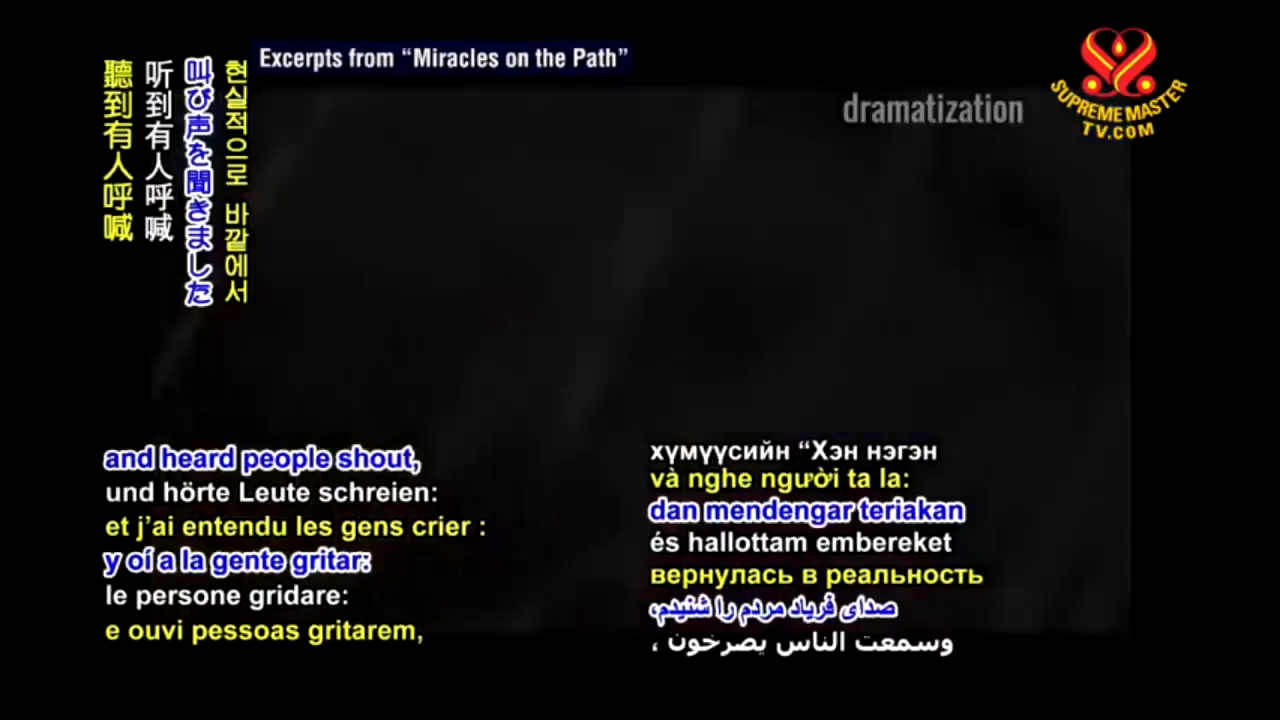 Excerpts from “Miracles on the Path”
dramatization
SUPREME MASTER
TV.COM
聽到有人呼喊
听到有人呼喊
叫び声を聞きました
현실적으로 바깥에서
and heard people shout,
und hörte Leute schreien:
et j’ai entendu les gens crier :
y oí a la gente gritar:
le persone gridare:
e ouvi pessoas gritarem,
хүмүүсийн “Хэн нэгэн
và nghe người ta la:
dan mendengar teriakan
és hallottam embereket
вернулась в реальность
صدای فریاد مردم را شنیدم،
وسمعت الناس يصرخون ،